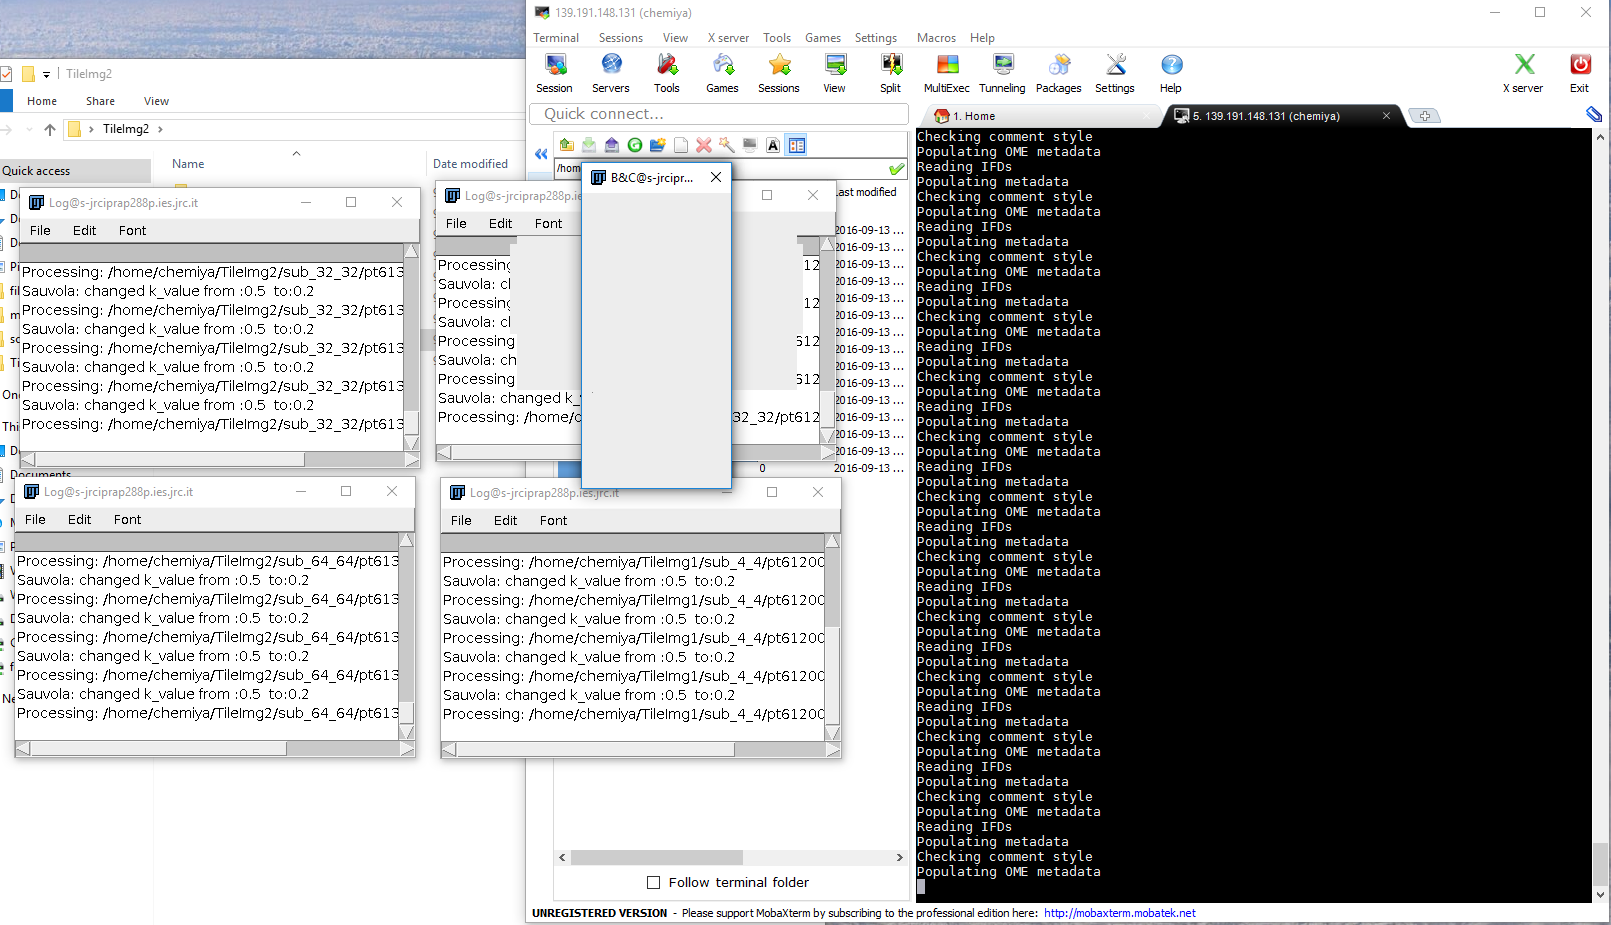 TileImg2
Home Share View
TileImg2
Quick access
Name
Date modified
Documents
Log@s-jrciprap288p.ies.jrc.it
File Edit Font
Processing: /home/chemiya/TileImg2/sub_32_32/pt613
Sauvola: changed k_value from :0.5 to:0.2
Processing: /home/chemiya/TileImg2/sub_32_32/pt613
Sauvola: changed k_value from :0.5 to:0.2
Processing: /home/chemiya/TileImg2/sub_32_32/pt613
Sauvola: changed k_value from :0.5 to:0.2
Processing: /home/chemiya/TileImg2/sub_32_32/pt613
Sauvola: changed k_value from :0.5 to:0.2
Processing: /home/chemiya/TileImg2/sub_32_32/pt613
Log@s-jrciprap288p.ie
File Edit Font
Processing 12
Sauvola: cl
Processing 12
Sauvola: cl
Processing 612
Sauvola: ch
Processing 612
Sauvola: changed k_
Processing: /home/c 32_32/pt612
B&C@s-jrcipr...
Log@s-jrciprap288p.ies.jrc.it
File Edit Font
Processing: /home/chemiya/TileImg2/sub_64_64/pt613
Sauvola: changed k_value from :0.5 to:0.2
Processing: /home/chemiya/TileImg2/sub_64_64/pt613
Sauvola: changed k_value from :0.5 to:0.2
Processing: /home/chemiya/TileImg2/sub_64_64/pt613
Sauvola: changed k_value from :0.5 to:0.2
Processing: /home/chemiya/TileImg2/sub_64_64/pt613
Sauvola: changed k_value from :0.5 to:0.2
Processing: /home/chemiya/TileImg2/sub_64_64/pt613
Log@s-jrciprap288p.ies.jrc.it
File Edit Font
Processing: /home/chemiya/TileImg1/sub_4_4/pt61200
Sauvola: changed k_value from :0.5 to:0.2
Processing: /home/chemiya/TileImg1/sub_4_4/pt61200
Sauvola: changed k_value from :0.5 to:0.2
Processing: /home/chemiya/TileImg1/sub_4_4/pt61200
Sauvola: changed k_value from :0.5 to:0.2
Processing: /home/chemiya/TileImg1/sub_4_4/pt61200
Sauvola: changed k_value from :0.5 to:0.2
Processing: /home/chemiya/TileImg1/sub_4_4/pt61200
139.191.148.131 (chemiya)
Terminal Sessions View X server Tools Games Settings Macros Help
Session Servers Tools Games Sessions View Split MultiExec Tunneling Packages Settings Help X server Exit
Quick connect...
1. Home
5. 139.191.148.131 (chemiya)
/hom
Last modified
2016-09-13 ...
2016-09-13 ...
2016-09-13 ...
2016-09-13 ...
2016-09-13 ...
2016-09-13 ...
2016-09-13 ...
2016-09-13 ...
2016-09-13 ...
2016-09-13 ...
2016-09-13 ...
2016-09-13 ...
2016-09-13 ...
2016-09-13 ...
0 2016-09-13 ...
Follow terminal folder
Checking comment style
Populating OME metadata
Reading IFDs
Populating metadata
Checking comment style
Populating OME metadata
Reading IFDs
Populating metadata
Checking comment style
Populating OME metadata
Reading IFDs
Populating metadata
Checking comment style
Populating OME metadata
Reading IFDs
Populating metadata
Checking comment style
Populating OME metadata
Reading IFDs
Populating metadata
Checking comment style
Populating OME metadata
Reading IFDs
Populating metadata
Checking comment style
Populating OME metadata
Reading IFDs
Populating metadata
Checking comment style
Populating OME metadata
Reading IFDs
Populating metadata
Checking comment style
Populating OME metadata
Reading IFDs
Populating metadata
Checking comment style
Populating OME metadata
Reading IFDs
Populating metadata
Checking comment style
Populating OME metadata
Reading IFDs
Populating metadata
Checking comment style
Populating OME metadata
Reading IFDs
Populating metadata
Checking comment style
Populating OME metadata
UNREGISTERED VERSION - Please support MobaXterm by subscribing to the professional edition here: http://mobaxterm.mobatek.net